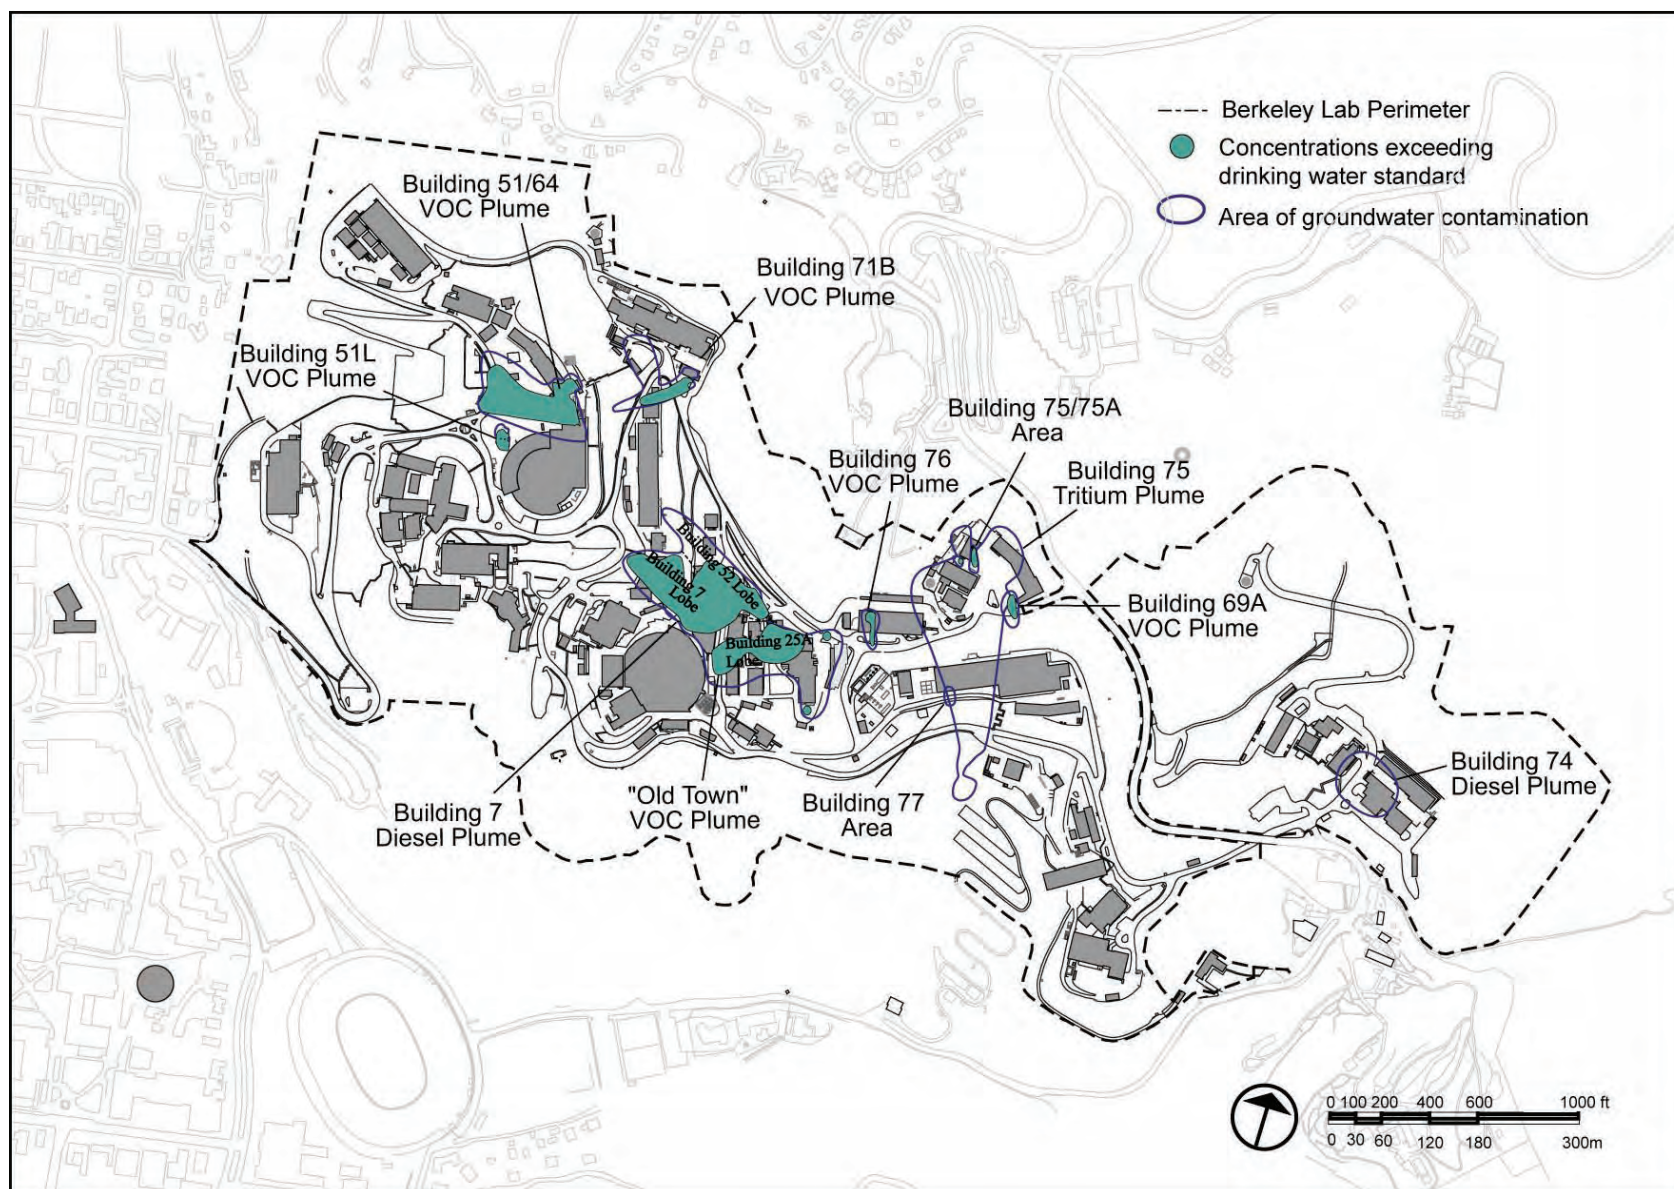 Berkeley Lab Perimeter
Concentrations exceeding
drinking water standard
Area of groundwater contamination
Building 51/64
VOC Plume
Building 71B
VOC Plume
Building 51L
VOC Plume
Building 75/75A
Area
Building 76
VOC Plume
Building 75
Tritium Plume
Building 52 Lobe
Building 7
Lobe
Building 25A
Lobe
Building 69A
VOC Plume
Building 74
Diesel Plume
Building 7
Diesel Plume
"Old Town"
VOC Plume
Building 77
Area
0 100 200 400 600 1000 ft
0 30 60 120 180 300m